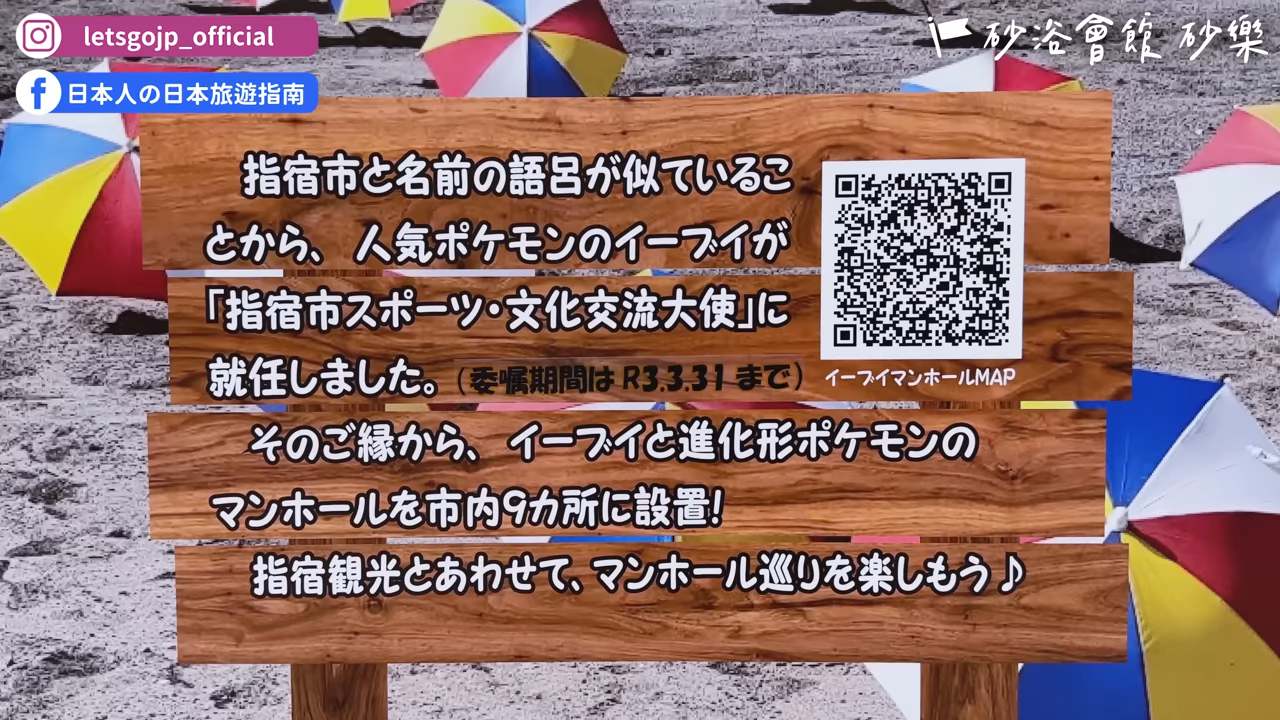 letsgojp_official
日本人の日本旅遊指南
砂浴會館 砂樂
指宿市と名前の語呂が似ているこ
とから、人気ポケモンのイーブイが
「指宿市スポーツ・文化交流大使」に
就任しました。（委嘱期間は R3.3.31 まで）
イーブイマンホールMAP
そのご縁から、イーブイと進化形ポケモンの
マンホールを市内9カ所に設置!
指宿観光とあわせて、マンホール巡りを楽しもう♪